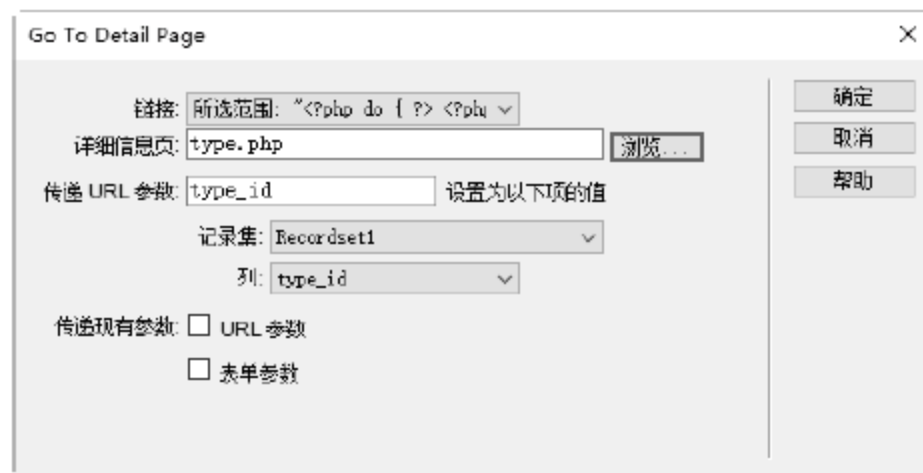 Go To Detail Page
链接: 所选范围: "<?php do { ?> <?php
确定
详细信息页: type.php 浏览...
取消
传递 URL 参数: type_id 设置为以下项的值
帮助
记录集: Recordset1
列: type_id
传递现有参数: URL 参数
表单参数